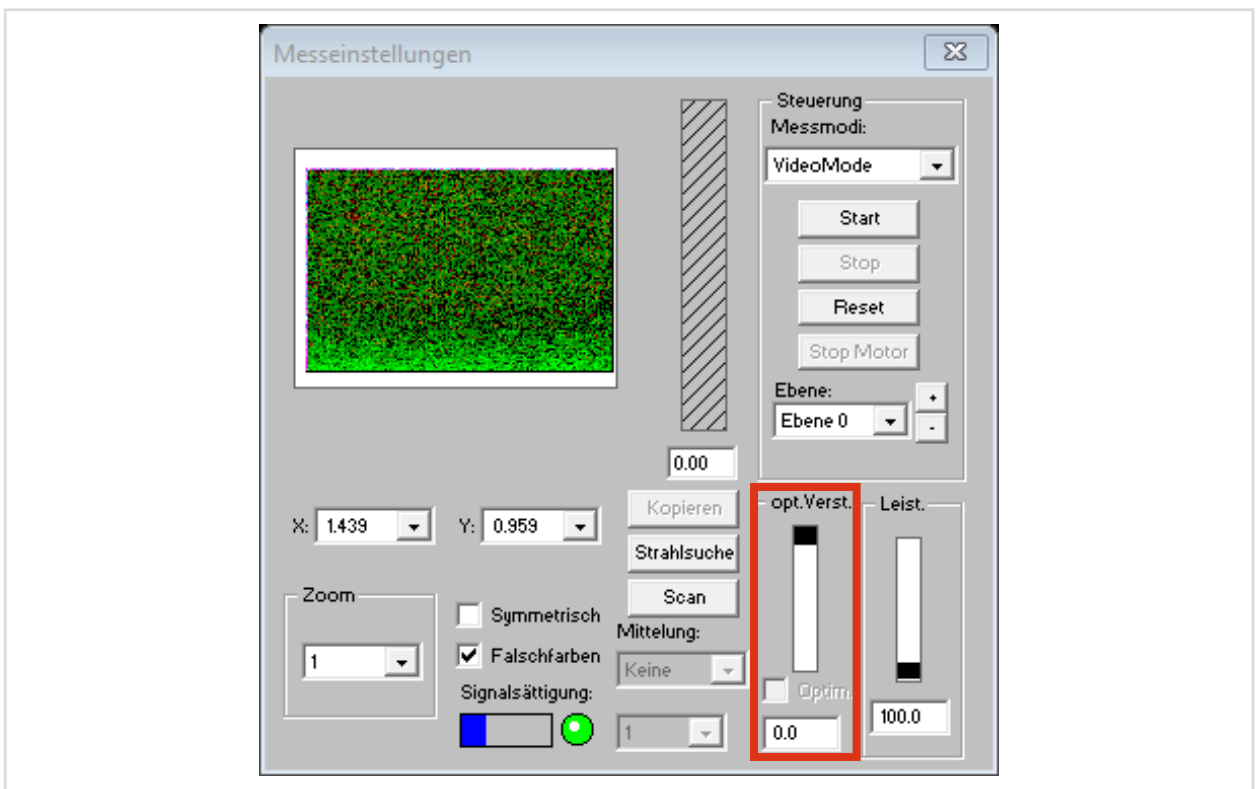 Messeinstellungen
Steuerung
Messmodi:
VideoMode
Start
Stop
Reset
Stop Motor
Ebene:
Ebene 0
+
-
0.00
X: 1.439 Y: 0.959
Kopieren
Strahlsuche
Scan
Zoom
1
Symmetrisch
Falschfarben
Signalsättigung:
Mittelung:
Keine
1
opt.Verst.
Optim.
0.0
Leist.
100.0